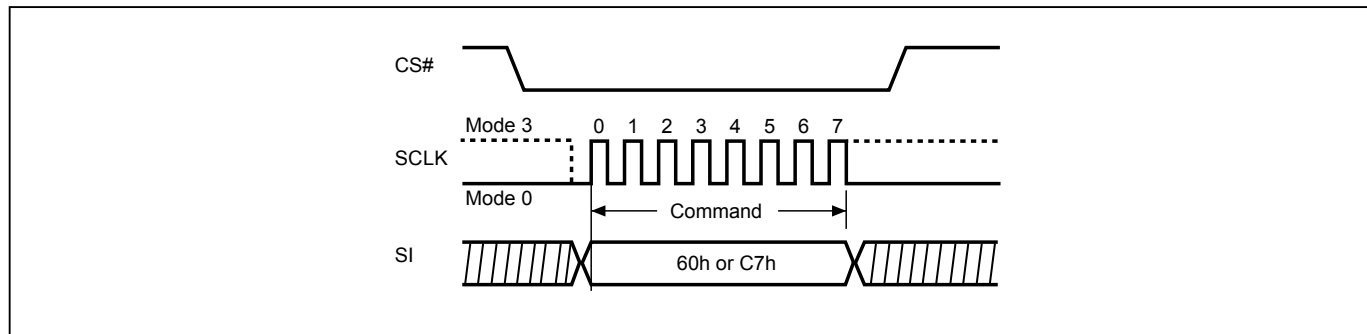 CS#
Mode 3
0 1 2 3 4 5 6 7
SCLK
Mode 0
Command
SI
60h or C7h